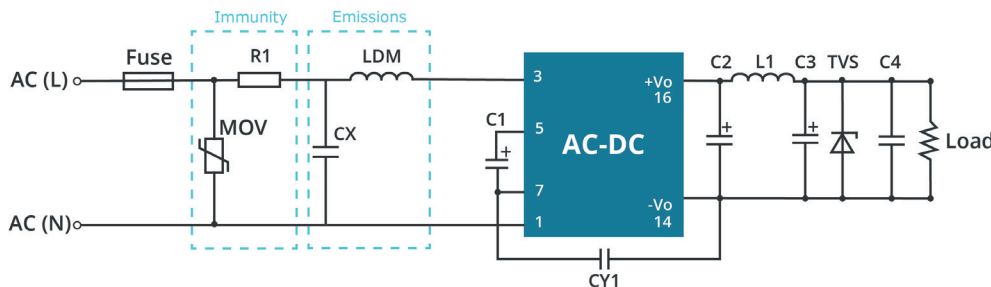 Immunity
Emissions
Fuse
R1
LDM
C2
L1
C3
TVS
C4
AC (L)
3
+Vo
16
MOV
CX
C1
+
5
AC-DC
+
+
Load
7
-Vo
14
AC (N)
1
CY1